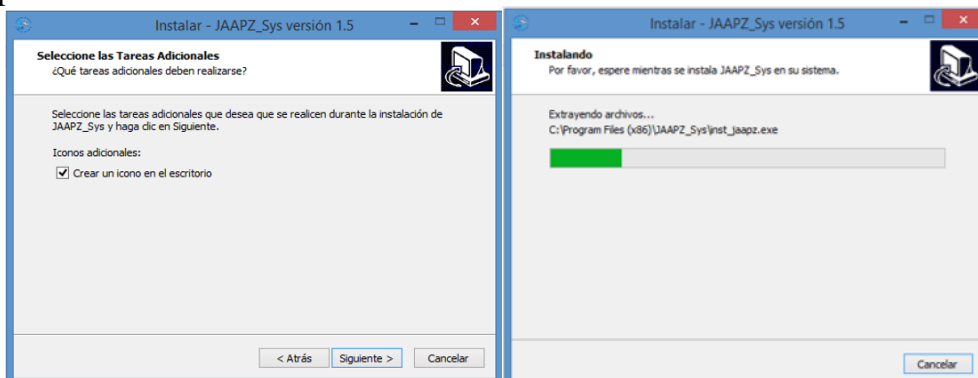 Instalar - JAAPZ_Sys versión 1.5
Seleccione las Tareas Adicionales
¿Qué tareas adicionales deben realizarse?
Seleccione las tareas adicionales que desea que se realicen durante la instalación de
JAAPZ_Sys y haga clic en Siguiente.
Iconos adicionales:
Crear un icono en el escritorio
< Atrás
Siguiente >
Cancelar
Instalar - JAAPZ_Sys versión 1.5
Instalando
Por favor, espere mientras se instala JAAPZ_Sys en su sistema.
Extrayendo archivos...
C:\Program Files (x86)\JAAPZ_Sys\inst_jaapz.exe
Cancelar